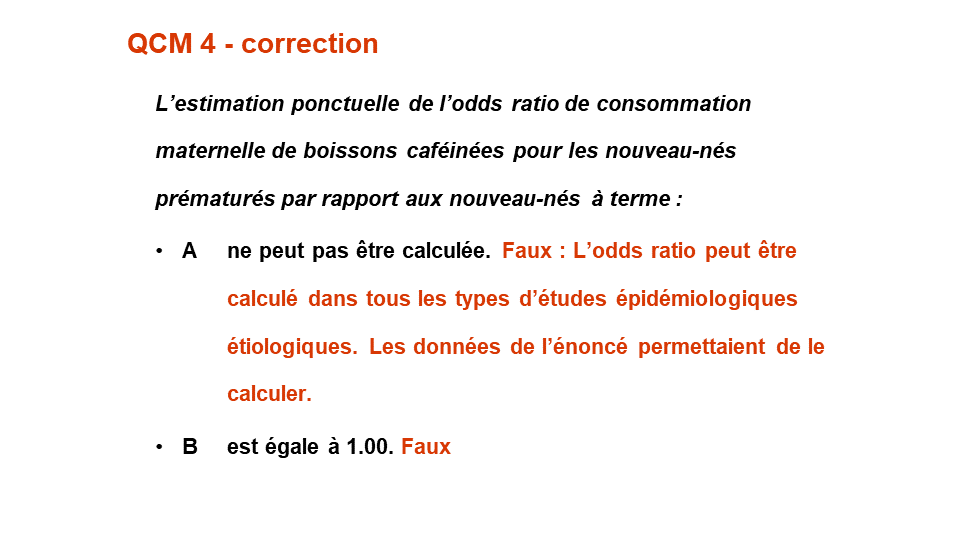 QCM 4 - correction
L’estimation ponctuelle de l’odds ratio de consommation
maternelle de boissons caféinées pour les nouveau-nés
prématurés par rapport aux nouveau-nés à terme :
• A ne peut pas être calculée. Faux : L’odds ratio peut être
calculé dans tous les types d’études épidémiologiques
étiologiques. Les données de l’énoncé permettaient de le
calculer.
• B est égale à 1.00. Faux